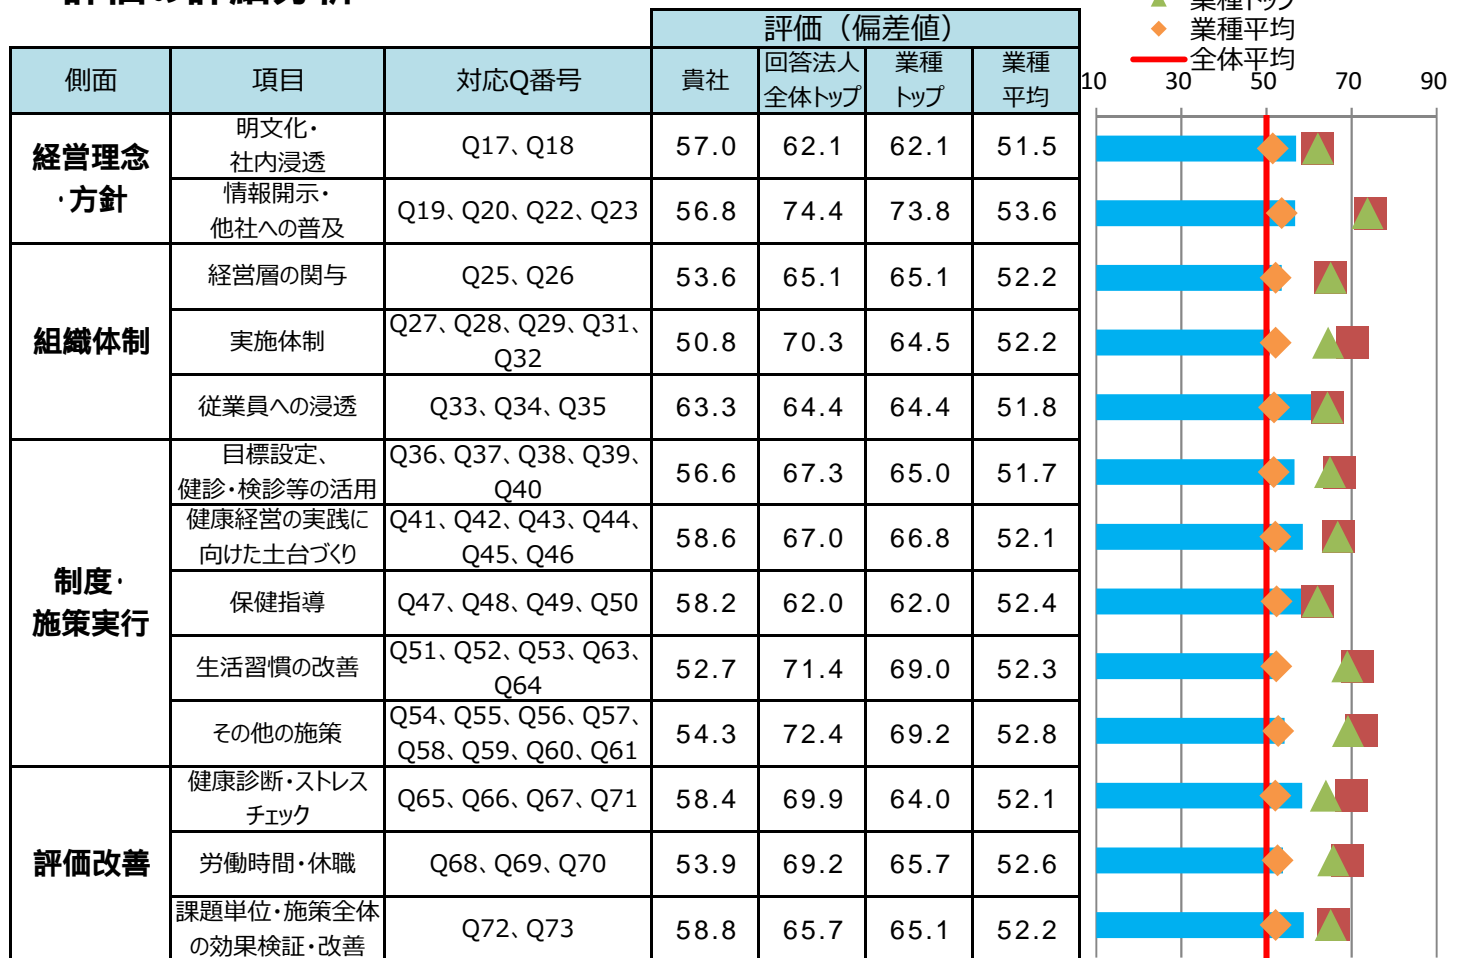 評価の詳細分析
業種トップ
業種平均
全体平均
評価（偏差値）
側面 項目 対応Q番号 貴社 回答法人 業種 業種
全体トップ トップ 平均
10 30 50 70 90
経営理念
・方針
明文化・
社内浸透
Q17、Q18 57.0 62.1 62.1 51.5
情報開示・
他社への普及
Q19、Q20、Q22、Q23 56.8 74.4 73.8 53.6
組織体制
経営層の関与 Q25、Q26 53.6 65.1 65.1 52.2
実施体制
Q27、Q28、Q29、Q31、
Q32
50.8 70.3 64.5 52.2
従業員への浸透 Q33、Q34、Q35 63.3 64.4 64.4 51.8
制度・
施策実行
目標設定、
健診・検診等の活用
Q36、Q37、Q38、Q39、
Q40
56.6 67.3 65.0 51.7
健康経営の実践に
向けた土台づくり
Q41、Q42、Q43、Q44、
Q45、Q46
58.6 67.0 66.8 52.1
保健指導 Q47、Q48、Q49、Q50 58.2 62.0 62.0 52.4
生活習慣の改善
Q51、Q52、Q53、Q63、
Q64
52.7 71.4 69.0 52.3
その他の施策
Q54、Q55、Q56、Q57、
Q58、Q59、Q60、Q61
54.3 72.4 69.2 52.8
評価改善
健康診断・ストレス
チェック
Q65、Q66、Q67、Q71 58.4 69.9 64.0 52.1
労働時間・休職 Q68、Q69、Q70 53.9 69.2 65.7 52.6
課題単位・施策全体
の効果検証・改善
Q72、Q73 58.8 65.7 65.1 52.2